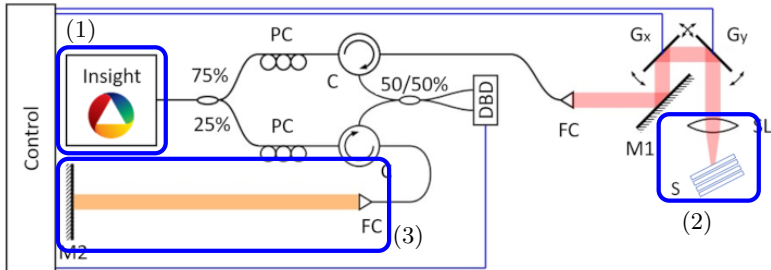 (1)
Insight
75%
25%
PC
C
50/50%
DBD
PC
C
FC
M2
(3)
Control
Gx
Gy
FC
M1
SL
S
(2)